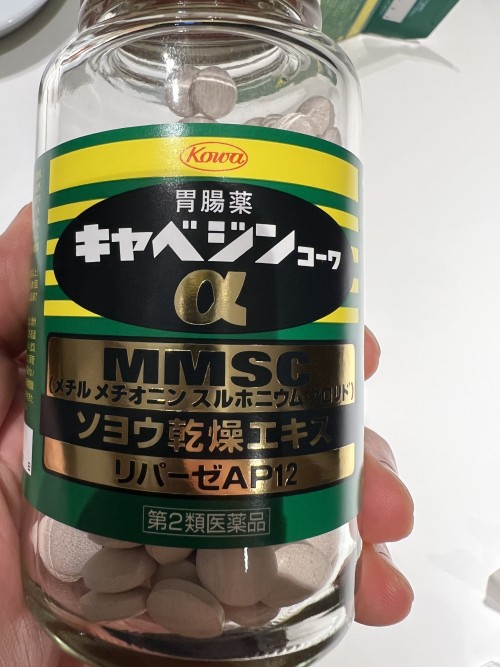 Kowa
胃腸薬
キャベジンコーワ
α
MMSC
(メチル メチオニン スルホニウム クロリド)
ソヨウ乾燥エキス
リパーゼAP12
第2類医薬品